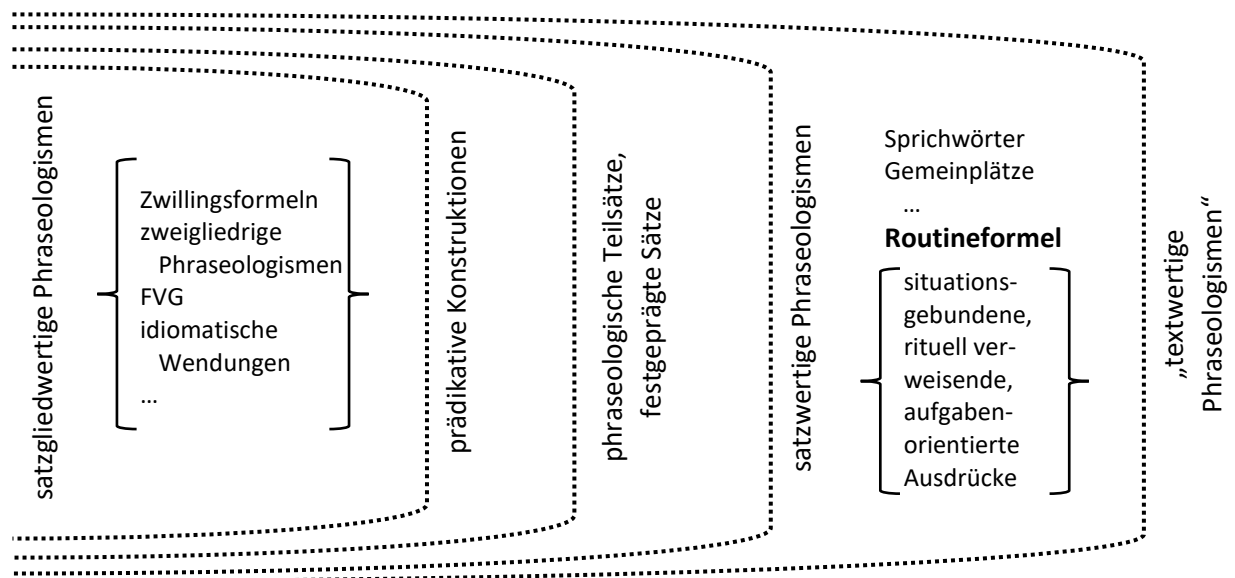 satzgliedwertige Phraseologismen
Zwillingsformeln
zweigliedrige
Phraseologismen
FVG
idiomatische
Wendungen
…
prädikative Konstruktionen
phraseologische Teilsätze,
festgeprägte Sätze
satzwertige Phraseologismen
Sprichwörter
Gemeinplätze
…
Routineformel
situations-
gebundene,
rituell ver-
weisende,
aufgaben-
orientierte
Ausdrücke
„textwertige
Phraseologismen“